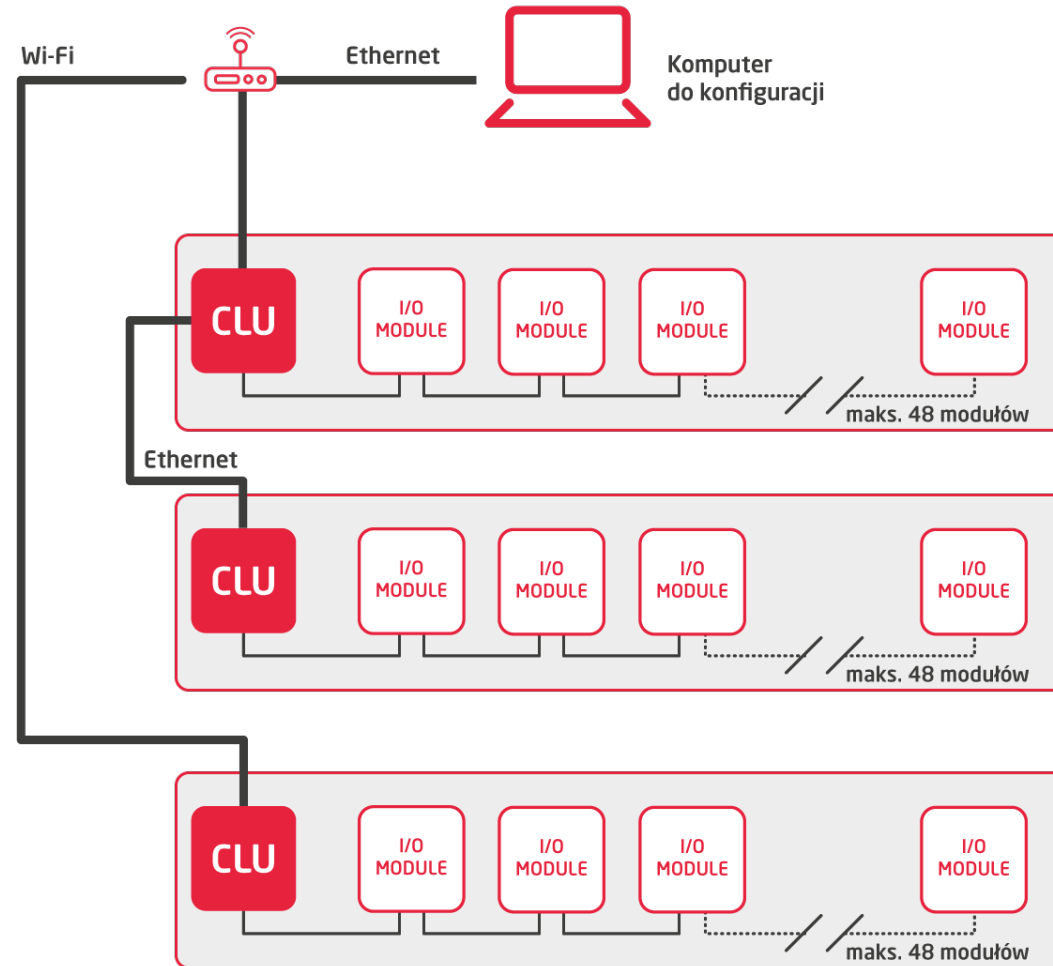 Wi-Fi
Ethernet
Komputer
do konfiguracji
CLU
I/O
MODULE
I/O
MODULE
I/O
MODULE
I/O
MODULE
maks. 48 modułów
Ethernet
CLU
I/O
MODULE
I/O
MODULE
I/O
MODULE
I/O
MODULE
maks. 48 modułów
CLU
I/O
MODULE
I/O
MODULE
I/O
MODULE
I/O
MODULE
maks. 48 modułów